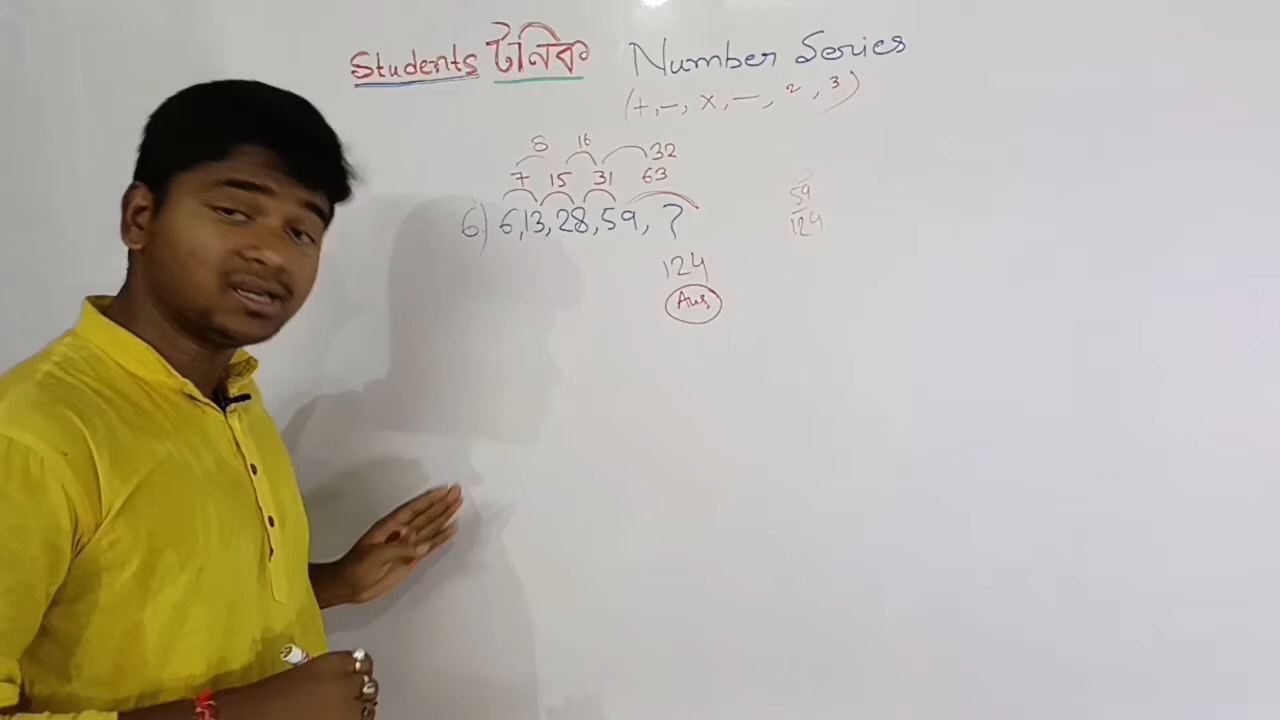 Students টনিক Number Series
(+, -, x, -, ², ³)
8 16 32
7 15 31 63
6) 6, 13, 28, 59, ?
59
124
124
Ans